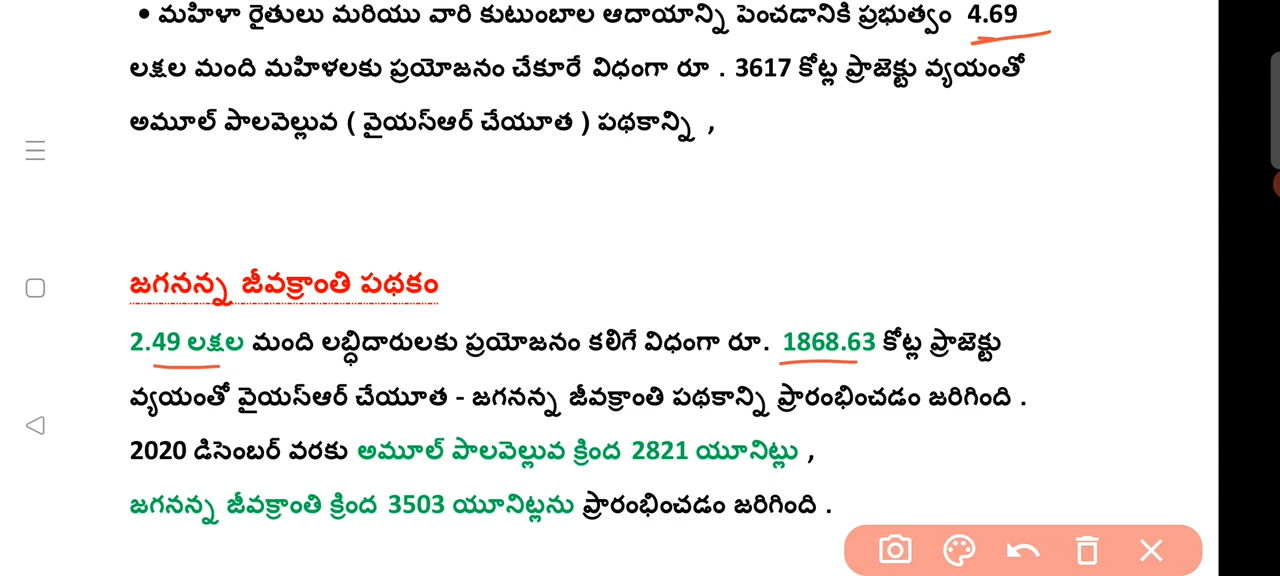 • మహిళా రైతులు మరియు వారి కుటుంబాల ఆదాయాన్ని పెంచడానికి ప్రభుత్వం 4.69
లక్షల మంది మహిళలకు ప్రయోజనం చేకూరే విధంగా రూ . 3617 కోట్ల ప్రాజెక్టు వ్యయంతో
అమూల్ పాలవెల్లువ ( వైయస్ఆర్ చేయూత ) పథకాన్ని ,
జగనన్న జీవక్రాంతి పథకం
2.49 లక్షల మంది లబ్ధిదారులకు ప్రయోజనం కలిగే విధంగా రూ. 1868.63 కోట్ల ప్రాజెక్టు
వ్యయంతో వైయస్ఆర్ చేయూత - జగనన్న జీవక్రాంతి పథకాన్ని ప్రారంభించడం జరిగింది .
2020 డిసెంబర్ వరకు అమూల్ పాలవెల్లువ క్రింద 2821 యూనిట్లు ,
జగనన్న జీవక్రాంతి క్రింద 3503 యూనిట్లను ప్రారంభించడం జరిగింది .